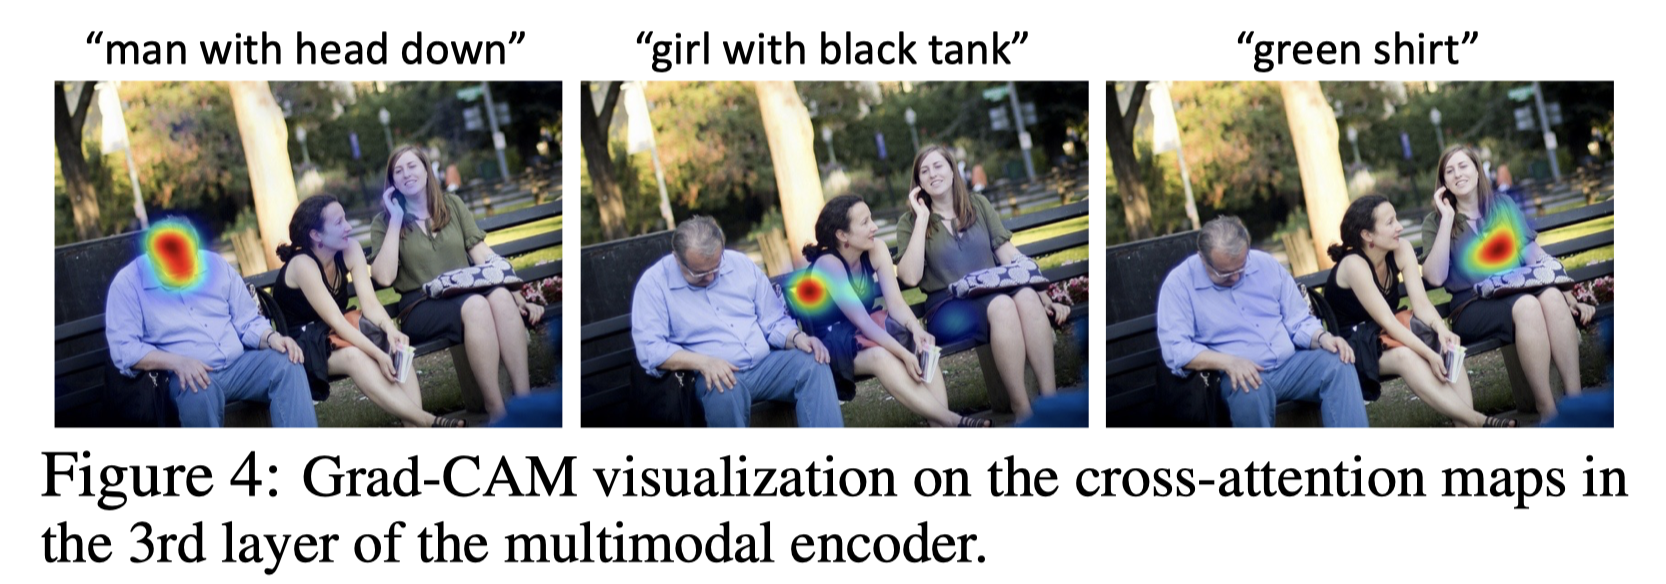 “man with head down”
“girl with black tank”
“green shirt”
Figure 4: Grad-CAM visualization on the cross-attention maps in
the 3rd layer of the multimodal encoder.